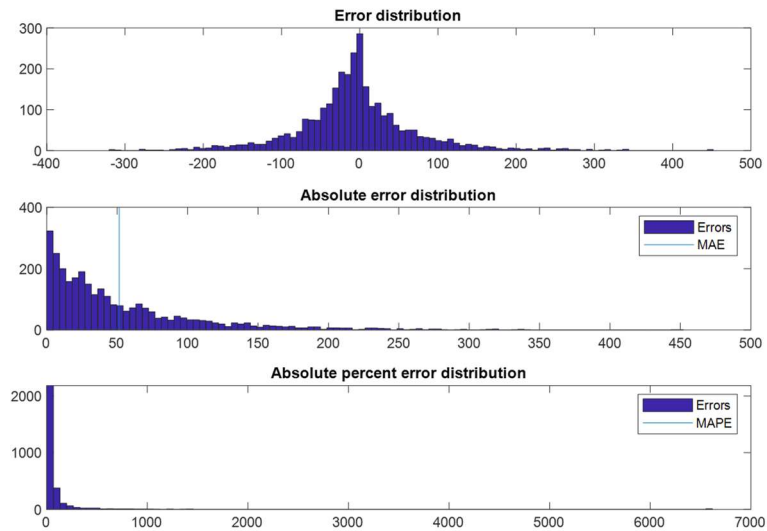 Error distribution
300
200
100
0
-400 -300 -200 -100 0 100 200 300 400 500
Absolute error distribution
400
200
0
Errors
MAE
0 50 100 150 200 250 300 350 400 450 500
Absolute percent error distribution
2000
1000
0
Errors
MAPE
0 1000 2000 3000 4000 5000 6000 7000